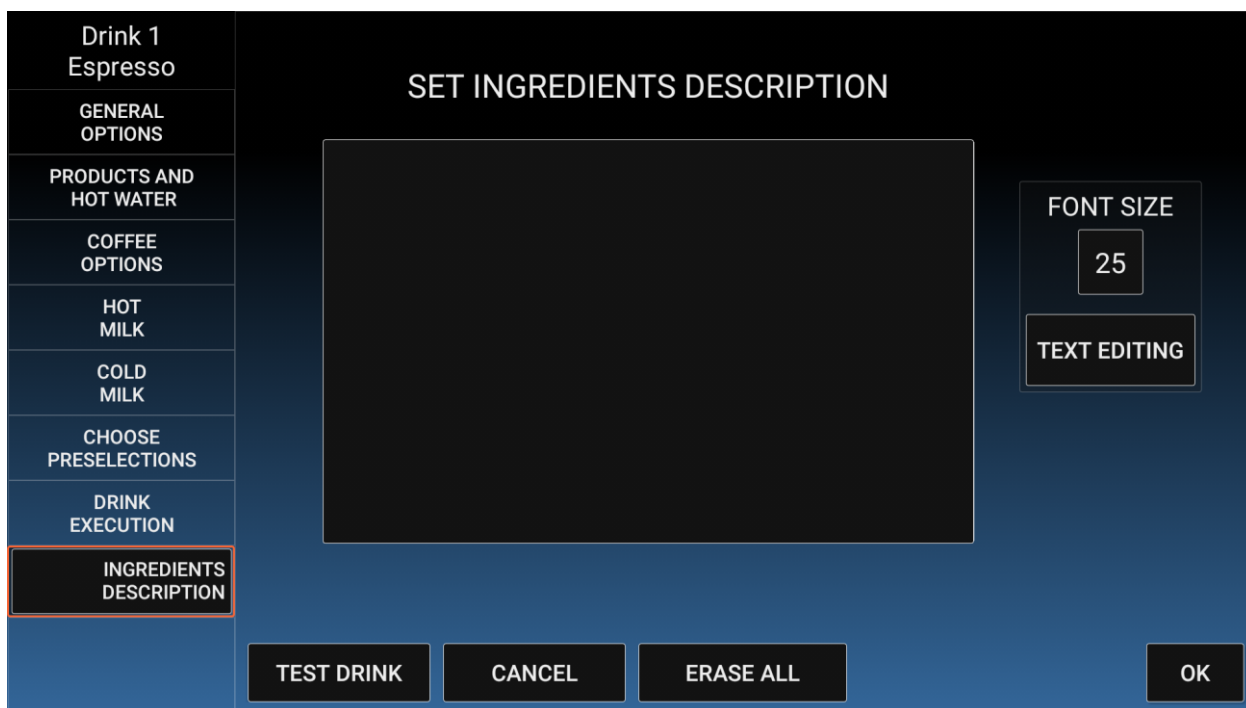 Drink 1
Espresso
GENERAL
OPTIONS
PRODUCTS AND
HOT WATER
COFFEE
OPTIONS
HOT
MILK
COLD
MILK
CHOOSE
PRESELECTIONS
DRINK
EXECUTION
INGREDIENTS
DESCRIPTION
SET INGREDIENTS DESCRIPTION
FONT SIZE
25
TEXT EDITING
TEST DRINK
CANCEL
ERASE ALL
OK